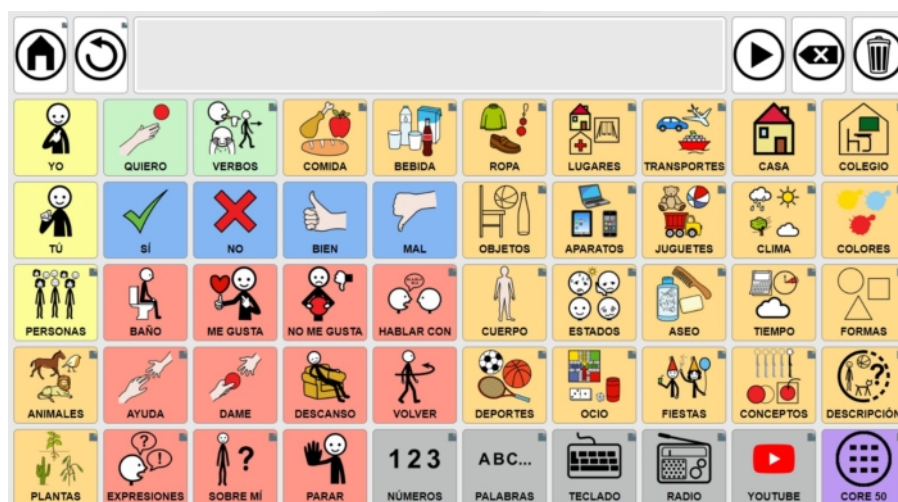 YO QUIERO VERBOS COMIDA BEBIDA ROPA LUGARES TRANSPORTES CASA COLEGIO
TÚ SÍ NO BIEN MAL OBJETOS APARATOS JUGUETES CLIMA COLORES
PERSONAS BAÑO ME GUSTA NO ME GUSTA HABLAR CON CUERPO ESTADOS ASEO TIEMPO FORMAS
ANIMALES AYUDA DAME DESCANSO VOLVER DEPORTES OCIO FIESTAS CONCEPTOS DESCRIPCIÓN
1 2 3 ABC...
PLANTAS EXPRESIONES SOBRE MÍ PARAR NÚMEROS PALABRAS TECLADO RADIO YOUTUBE CORE 50